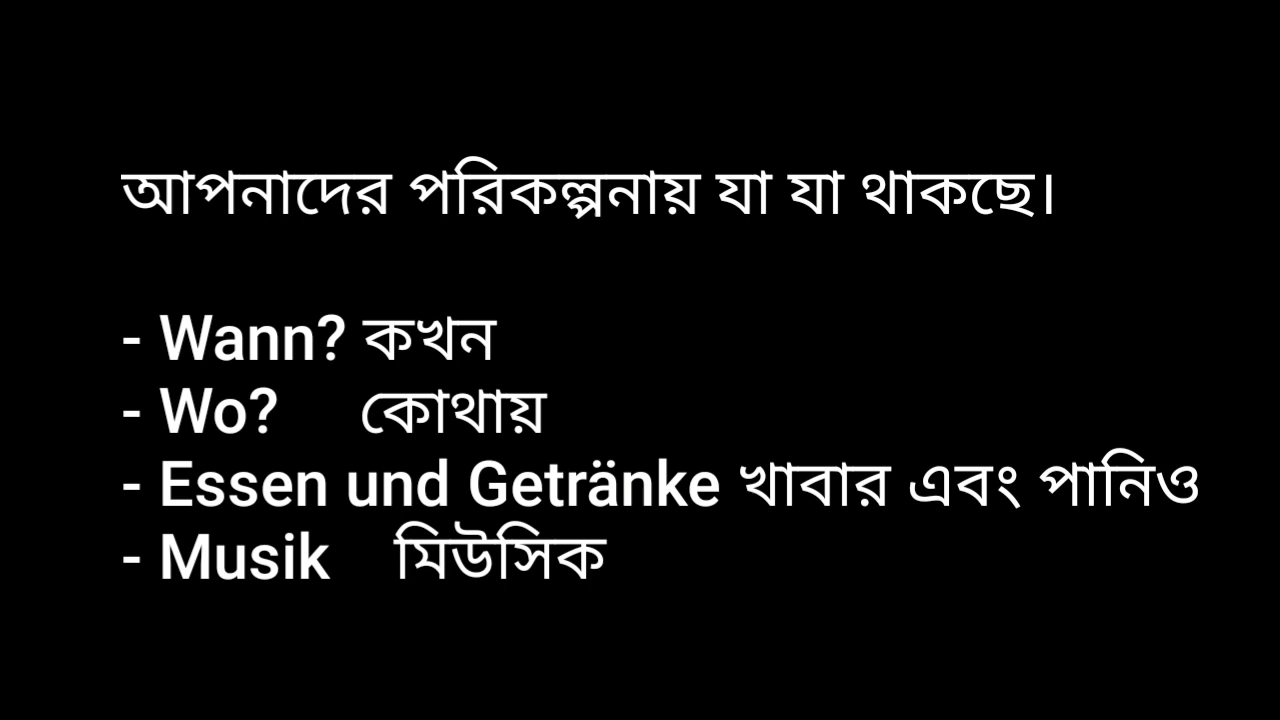 আপনাদের পরিকল্পনায় যা যা থাকছে।
- Wann? কখন
- Wo? কোথায়
- Essen und Getränke খাবার এবং পানিও
- Musik মিউসিক